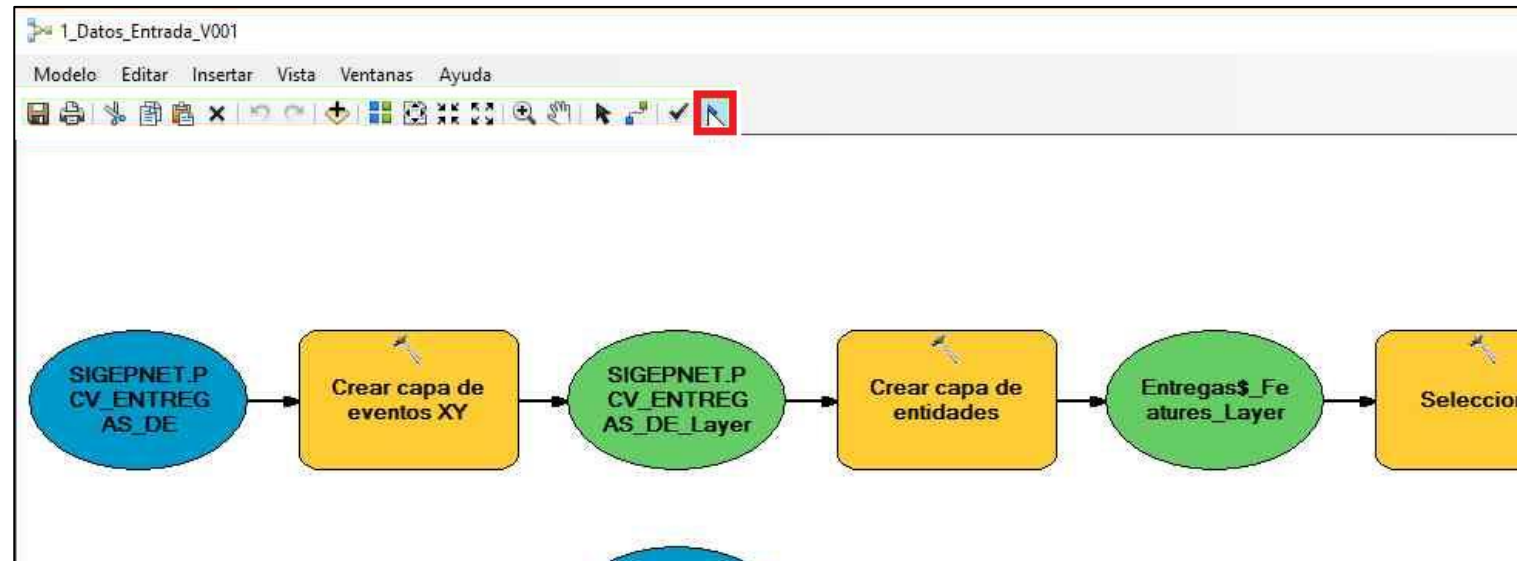 1_Datos_Entrada_V001
Modelo Editar Insertar Vista Ventanas Ayuda
SIGEPNET.P
CV_ENTREG
AS_DE
Crear capa de
eventos XY
SIGEPNET.P
CV_ENTREG
AS_DE_Layer
Crear capa de
entidades
Entregas$_Fe
atures_Layer
Seleccion